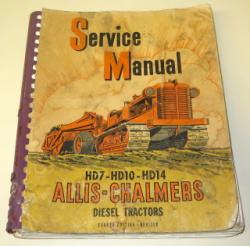 Service
Manual
HD7-HD10-HD14
ALLIS-CHALMERS
DIESEL TRACTORS